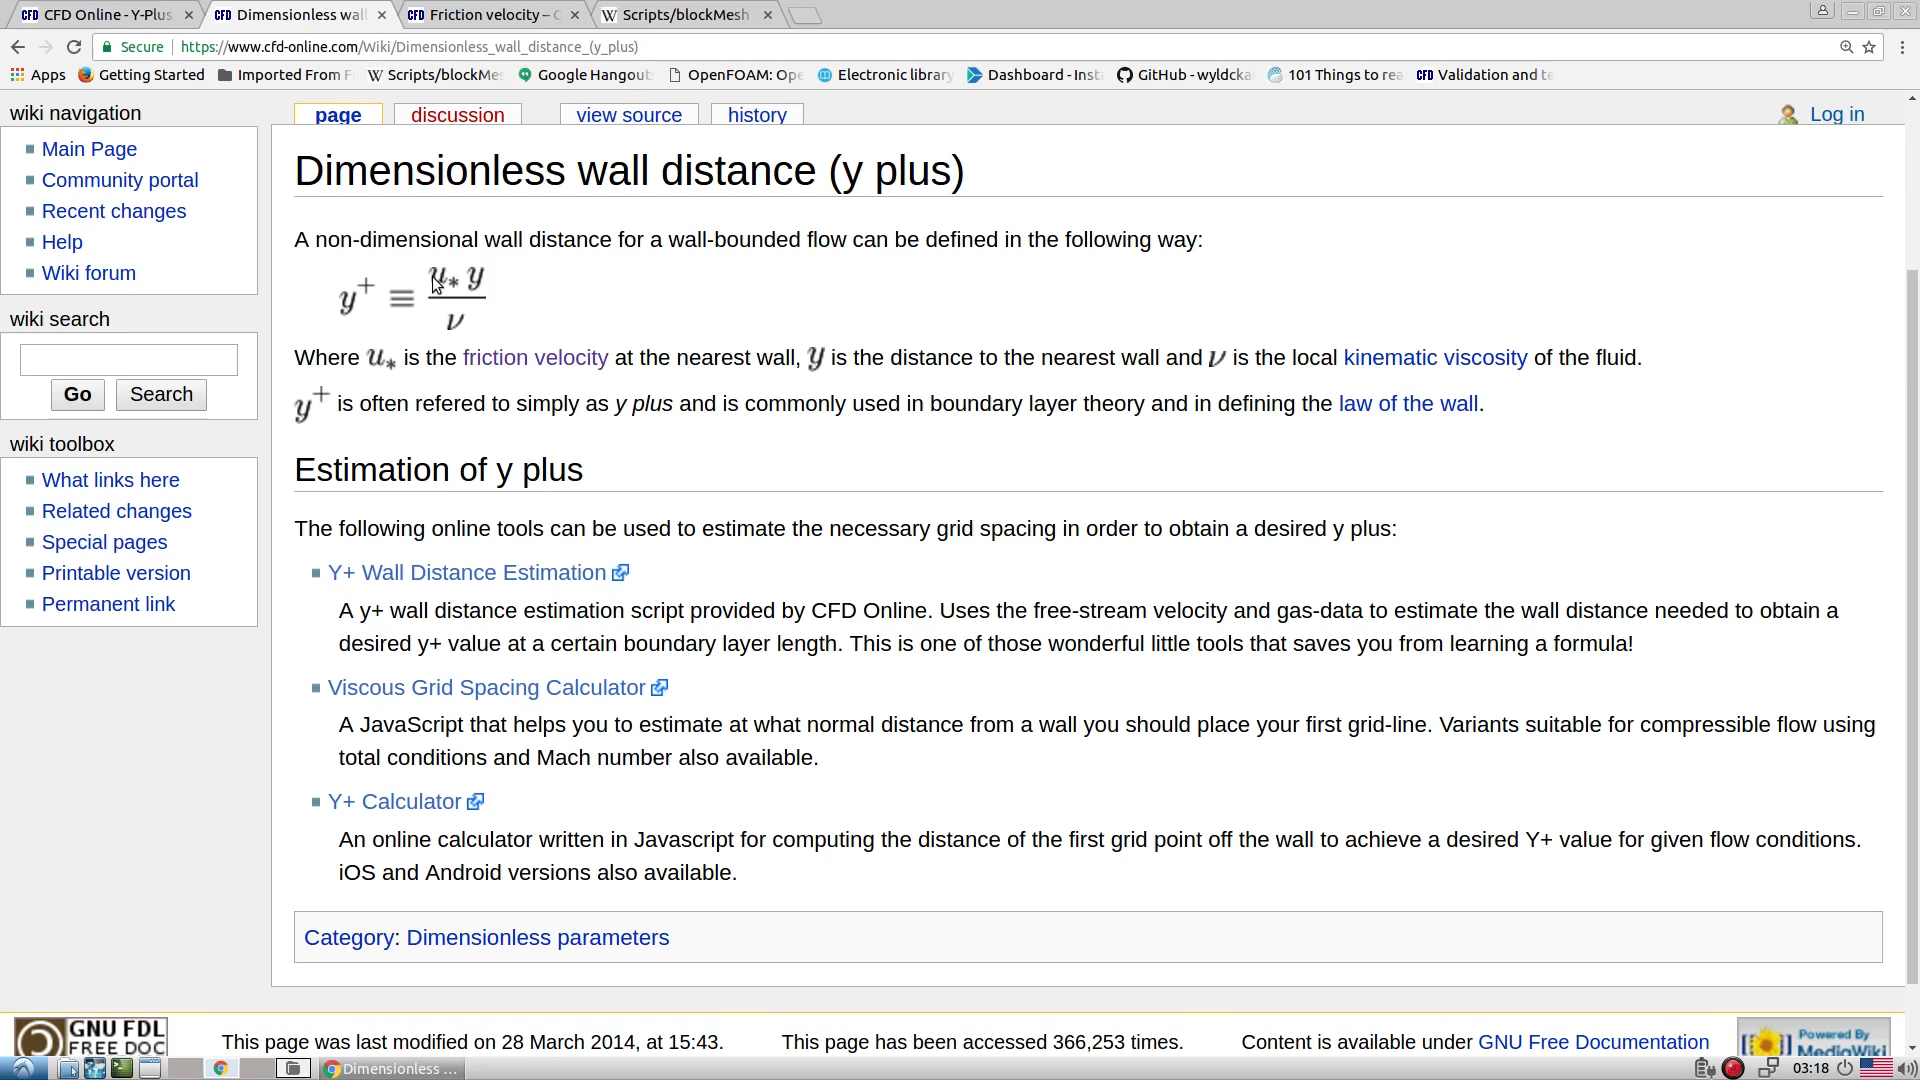 CFD Online - Y-Plus
Dimensionless wal
Friction velocity – C
Scripts/blockMesh
Secure
https://www.cfd-online.com/Wiki/Dimensionless_wall_distance_(y_plus)
Apps
Getting Started
Imported From F
Scripts/blockMes
Google Hangout
OpenFOAM: Ope
Electronic library
Dashboard - Inst
GitHub - wyldcka
101 Things to rea
CFD Validation and te
wiki navigation
Main Page
Community portal
Recent changes
Help
Wiki forum
wiki search
Go
Search
wiki toolbox
What links here
Related changes
Special pages
Printable version
Permanent link
page
discussion
view source
history
Log in
Dimensionless wall distance (y plus)
A non-dimensional wall distance for a wall-bounded flow can be defined in the following way:
y⁺ ≡ u* y / ν
Where u* is the friction velocity at the nearest wall, y is the distance to the nearest wall and ν is the local kinematic viscosity of the fluid.
y⁺ is often refered to simply as y plus and is commonly used in boundary layer theory and in defining the law of the wall.
Estimation of y plus
The following online tools can be used to estimate the necessary grid spacing in order to obtain a desired y plus:
Y+ Wall Distance Estimation
A y+ wall distance estimation script provided by CFD Online. Uses the free-stream velocity and gas-data to estimate the wall distance needed to obtain a
desired y+ value at a certain boundary layer length. This is one of those wonderful little tools that saves you from learning a formula!
Viscous Grid Spacing Calculator
A JavaScript that helps you to estimate at what normal distance from a wall you should place your first grid-line. Variants suitable for compressible flow using
total conditions and Mach number also available.
Y+ Calculator
An online calculator written in Javascript for computing the distance of the first grid point off the wall to achieve a desired Y+ value for given flow conditions.
iOS and Android versions also available.
Category: Dimensionless parameters
GNU FDL
FREE DOC
This page was last modified on 28 March 2014, at 15:43.
This page has been accessed 366,253 times.
Content is available under GNU Free Documentation
Powered By
MediaWiki
Dimensionless ...
03:18